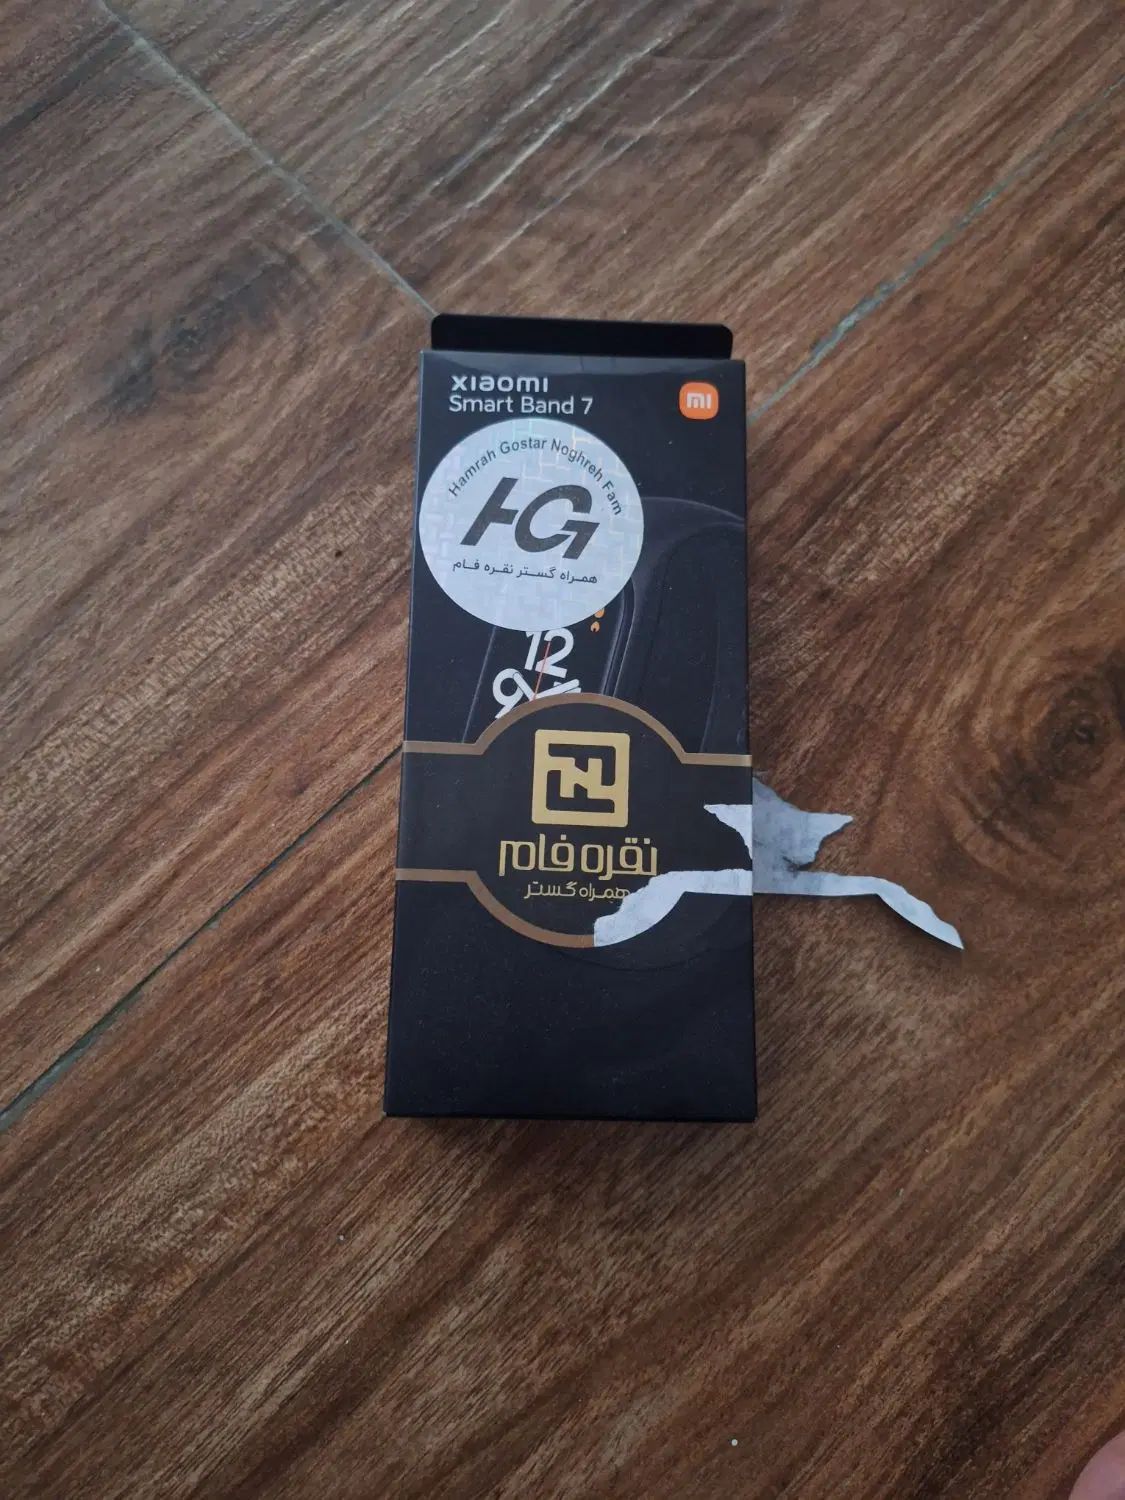 xiaomi
Smart Band 7
mi
Hamrah Gostar Noghreh Fam
HG
همراه گستر نقره فام
12
9
نقره فام
همراه گستر